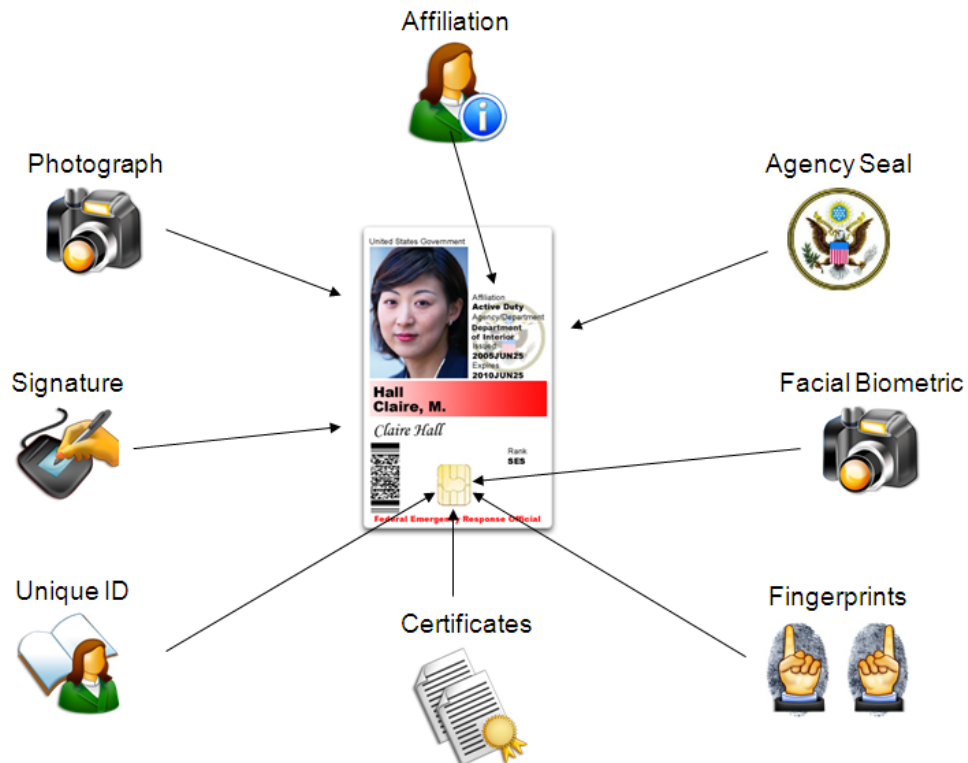 Affiliation
Photograph
Agency Seal
United States Government
Affiliation
Active Duty
Agency/Department
Department
of Interior
Issued
2005JUN25
Expires
2010JUN25
Signature
Facial Biometric
Hall
Claire, M.
Claire Hall
Rank
SES
Federal Emergency Response Official
Unique ID
Certificates
Fingerprints